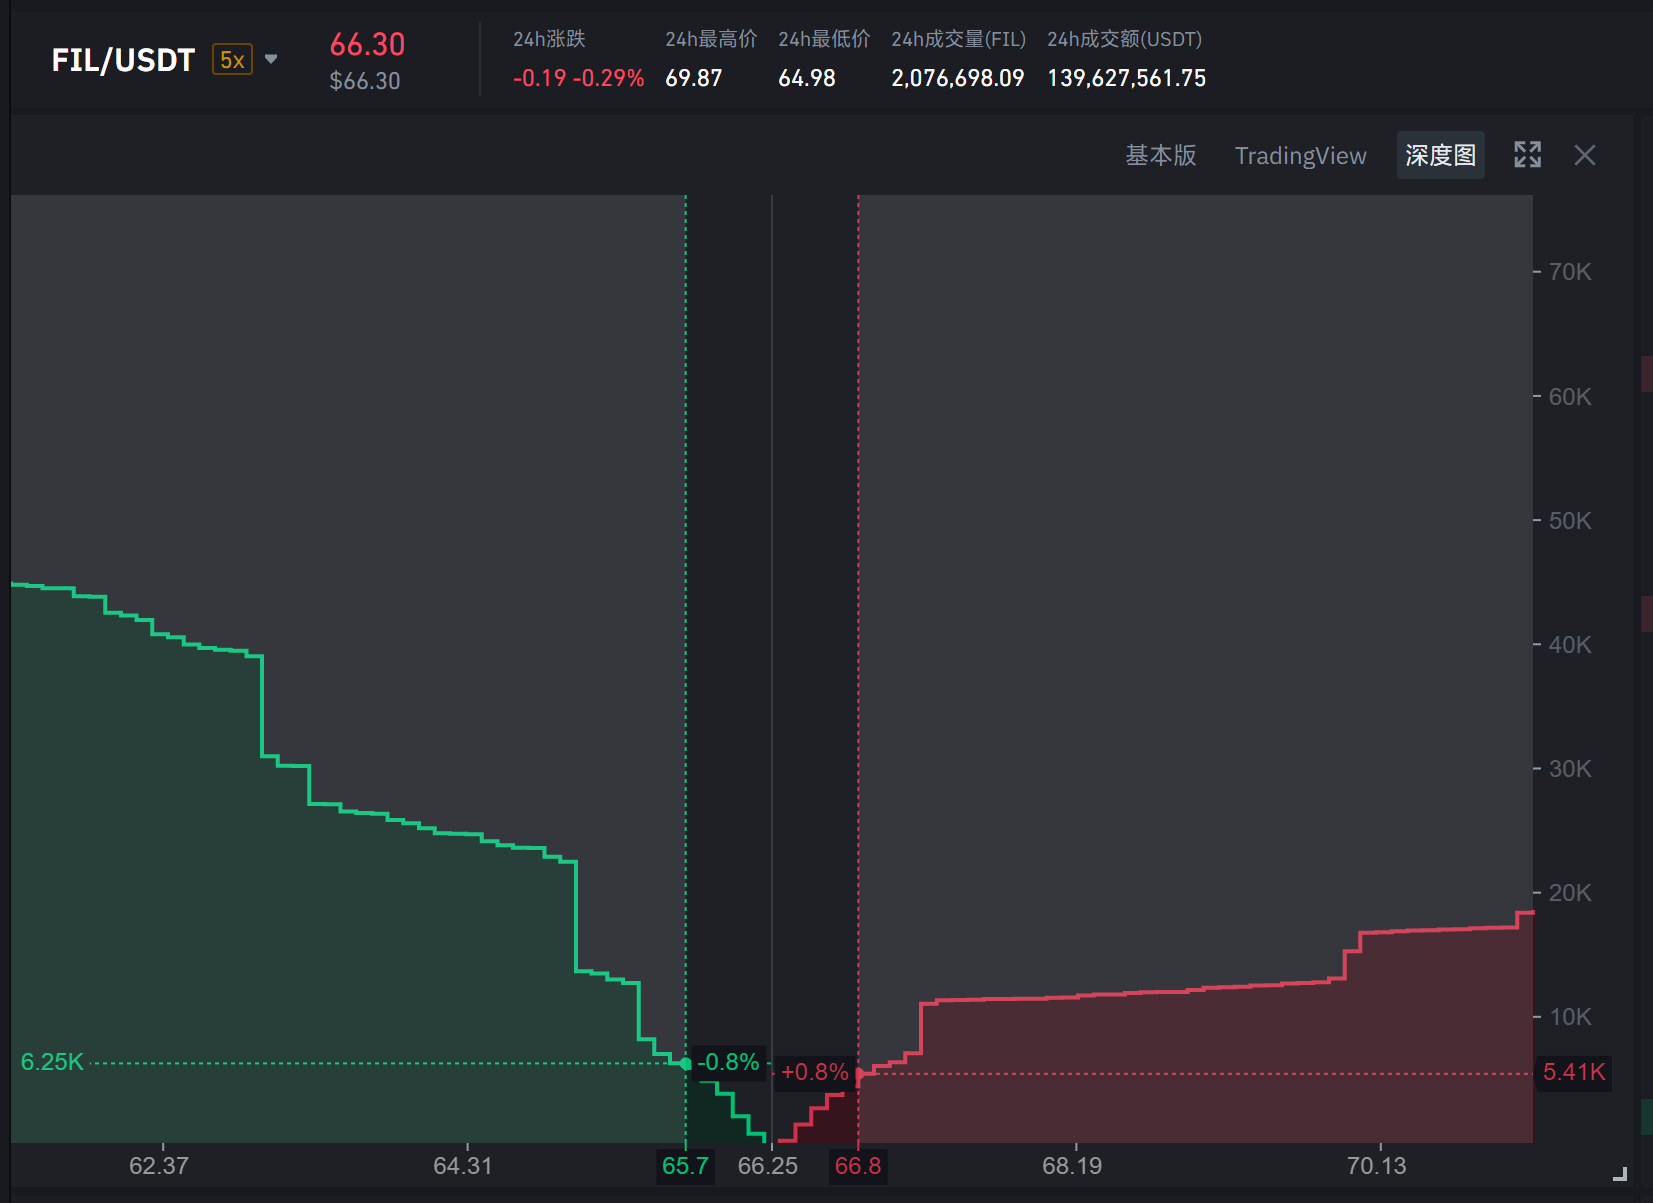 FIL/USDT 5x
66.30
$66.30
24h涨跌
-0.19 -0.29%
24h最高价
69.87
24h最低价
64.98
24h成交量(FIL)
2,076,698.09
24h成交额(USDT)
139,627,561.75
基本版 TradingView 深度图
70K
60K
50K
40K
30K
20K
10K
6.25K
-0.8%
+0.8%
5.41K
62.37 64.31 65.7 66.25 66.8 68.19 70.13